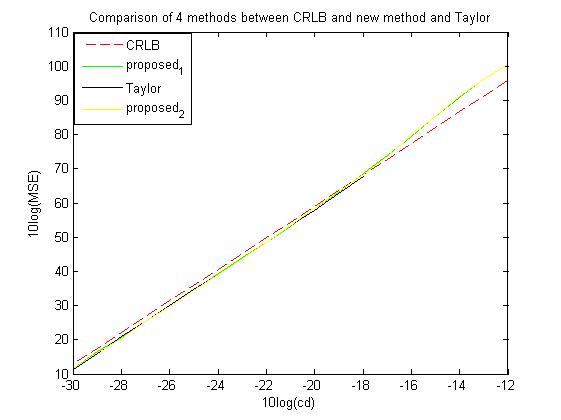 Comparison of 4 methods between CRLB and new method and Taylor
110
100
90
80
70
60
50
40
30
20
10
10log(MSE)
CRLB
proposed1
Taylor
proposed2
-30 -28 -26 -24 -22 -20 -18 -16 -14 -12
10log(cd)